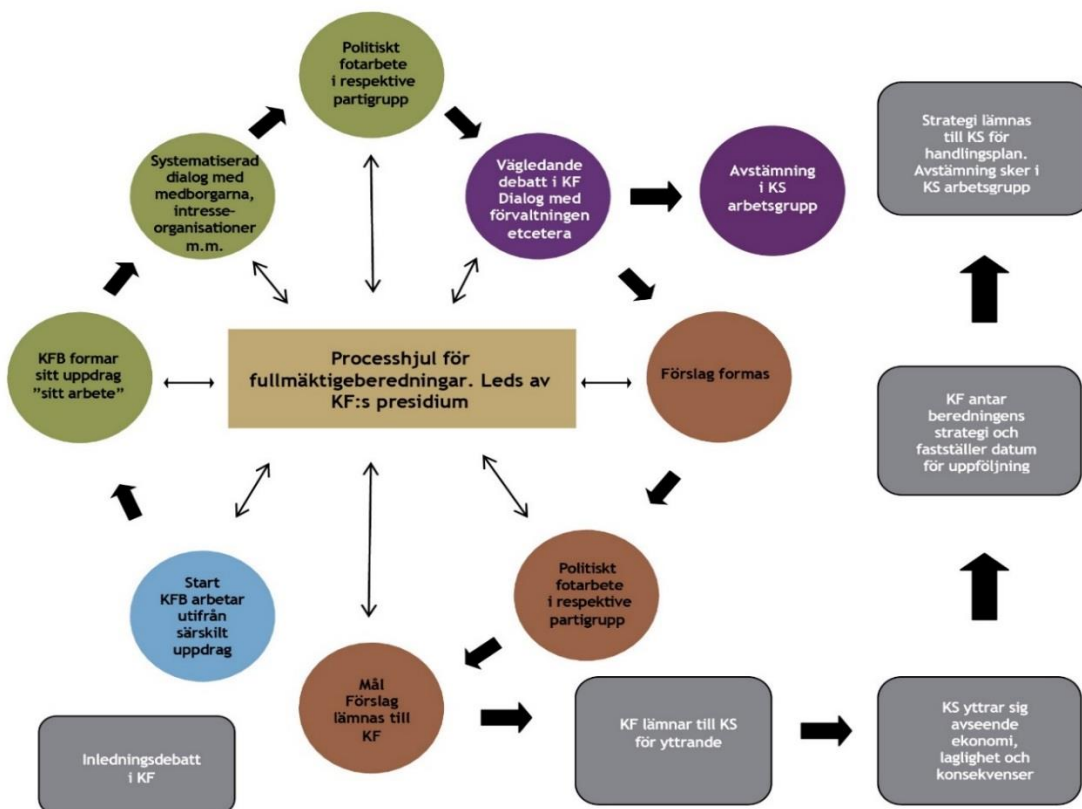 Politiskt
fotarbete
i respektive
partigrupp
Systematiserad
dialog med
medborgarna,
intresse-
organisationer
m.m.
Vägledande
debatt i KF
Dialog med
förvaltningen
etcetera
Avstämning
i KS
arbetsgrupp
Strategi lämnas
till KS för
handlingsplan.
Avstämning sker i
KS arbetsgrupp
KFB formar
sitt uppdrag
”sitt arbete”
Processhjul för
fullmäktigeberedningar. Leds av
KF:s presidium
Förslag formas
KF antar
beredningens
strategi och
fastställer datum
för uppföljning
Start
KFB arbetar
utifrån
särskilt
uppdrag
Politiskt
fotarbete
i respektive
partigrupp
Mål
Förslag
lämnas till
KF
Inledningsdebatt
i KF
KF lämnar till KS
för yttrande
KS yttrar sig
avseende
ekonomi,
laglighet och
konsekvenser